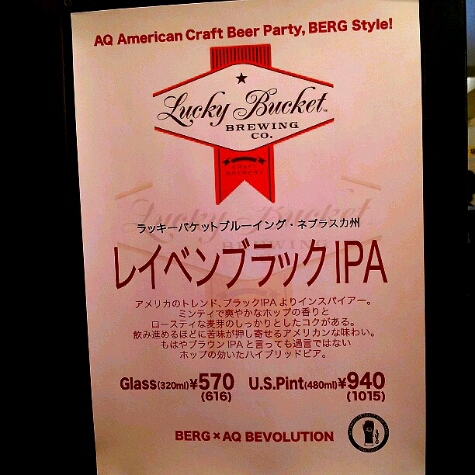 AQ American Craft Beer Party, BERG Style!
Lucky Bucket
BREWING
CO.
ラッキーバケットブルーイング・ネブラスカ州
レイベンブラックIPA
アメリカのトレンド、ブラックIPAよりインスパイアー。
ミンティで爽やかなホップの香りと
ロースティな麦芽のしっかりとしたコクがある。
飲み進めるほどに苦味が押し寄せるアメリカンな味わい。
もはやブラウンIPAと言っても過言ではない
ホップの効いたハイブリッドビア。
Glass(320ml)¥570 U.S.Pint(480ml)¥940
(616) (1015)
BERG×AQ BEVOLUTION